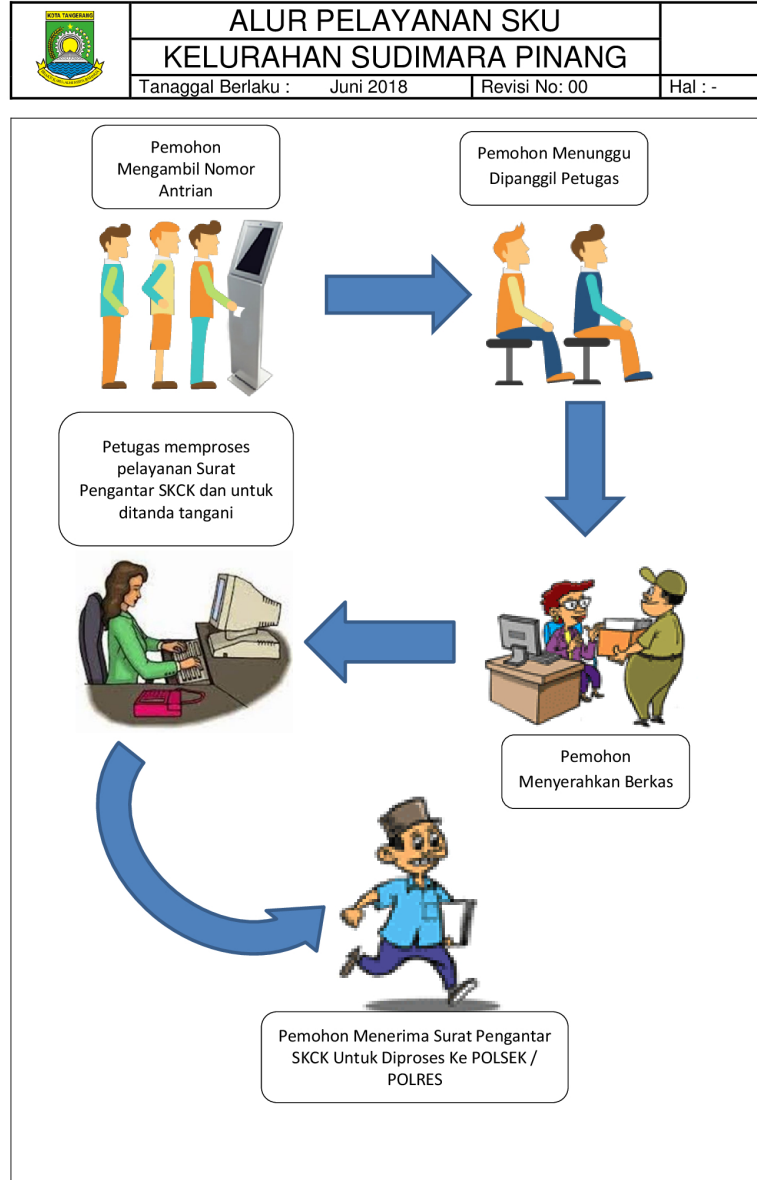 KOTA TANGERANG
ALUR PELAYANAN SKU
KELURAHAN SUDIMARA PINANG
Tanaggal Berlaku : Juni 2018 Revisi No: 00 Hal : -
Pemohon
Mengambil Nomor
Antrian
Pemohon Menunggu
Dipanggil Petugas
Petugas memproses
pelayanan Surat
Pengantar SKCK dan untuk
ditanda tangani
Pemohon
Menyerahkan Berkas
Pemohon Menerima Surat Pengantar
SKCK Untuk Diproses Ke POLSEK /
POLRES